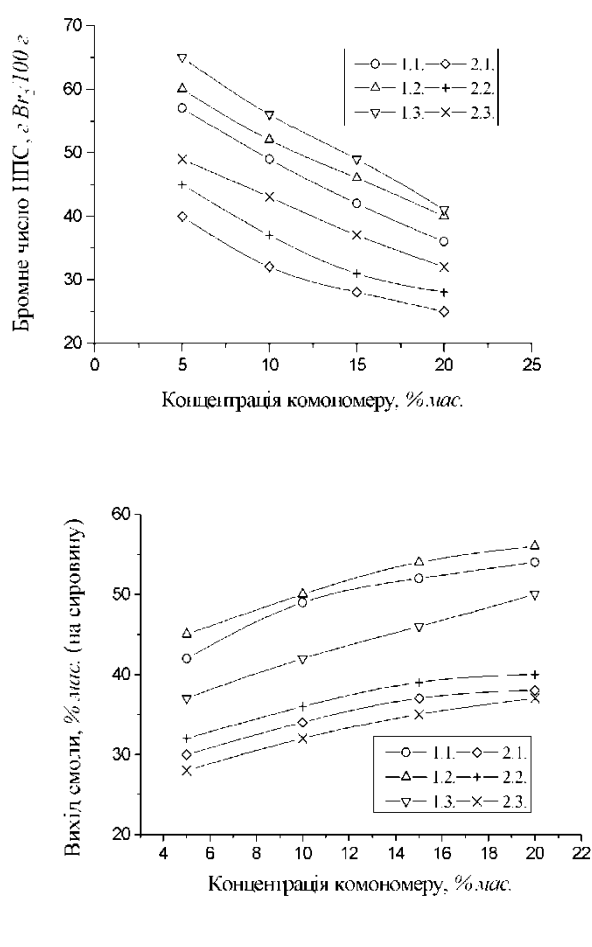 70
60
50
40
30
20
Бромне число НПС, г Br2/100 г
1.1. 2.1.
1.2. 2.2.
1.3. 2.3.
0 5 10 15 20 25
Концентрація комономеру, % мас.
60
50
40
30
20
Вихід смоли, % мас. (на сировину)
1.1. 2.1.
1.2. 2.2.
1.3. 2.3.
4 6 8 10 12 14 16 18 20 22
Концентрація комономеру, % мас.